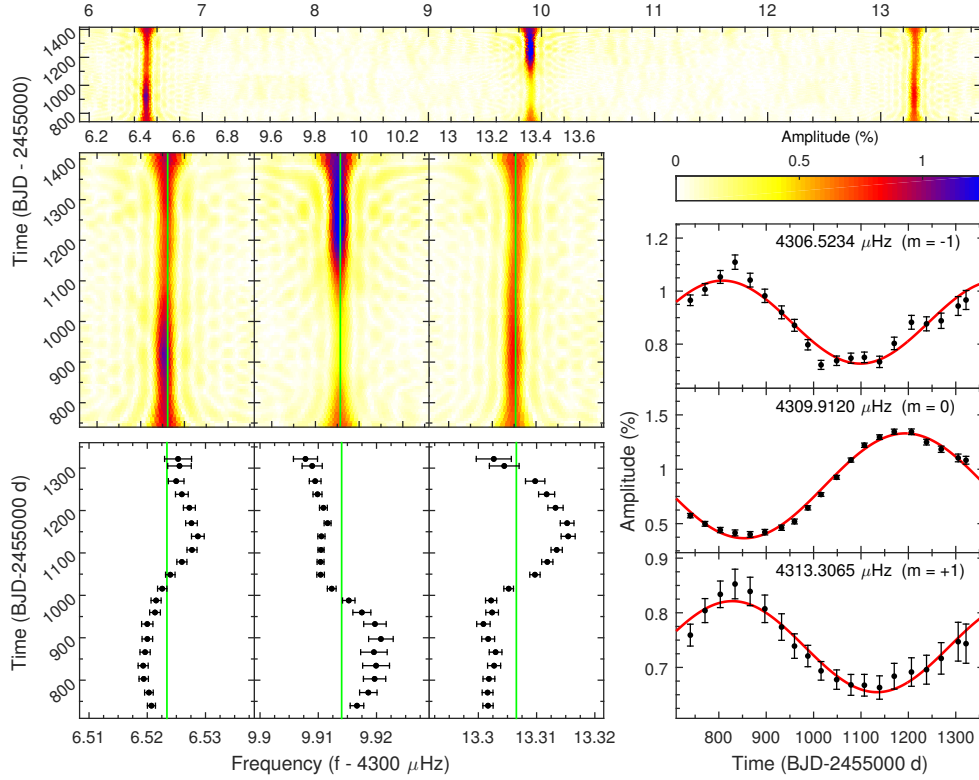 6 7 8 9 10 11 12 13
1400
1200
1000
800
6.2 6.4 6.6 6.8 9.6 9.8 10 10.2 13 13.2 13.4 13.6
Amplitude (%)
0 0.5 1
Time (BJD - 2455000)
1400
1300
1200
1100
1000
900
800
4306.5234 μHz (m = -1)
1.2
1
0.8
4309.9120 μHz (m = 0)
1.5
1
0.5
Amplitude (%)
4313.3065 μHz (m = +1)
0.9
0.8
0.7
800 900 1000 1100 1200 1300
Time (BJD-2455000 d)
Time (BJD-2455000 d)
1300
1200
1100
1000
900
800
6.51 6.52 6.53 9.9 9.91 9.92 13.3 13.31 13.32
Frequency (f - 4300 μHz)